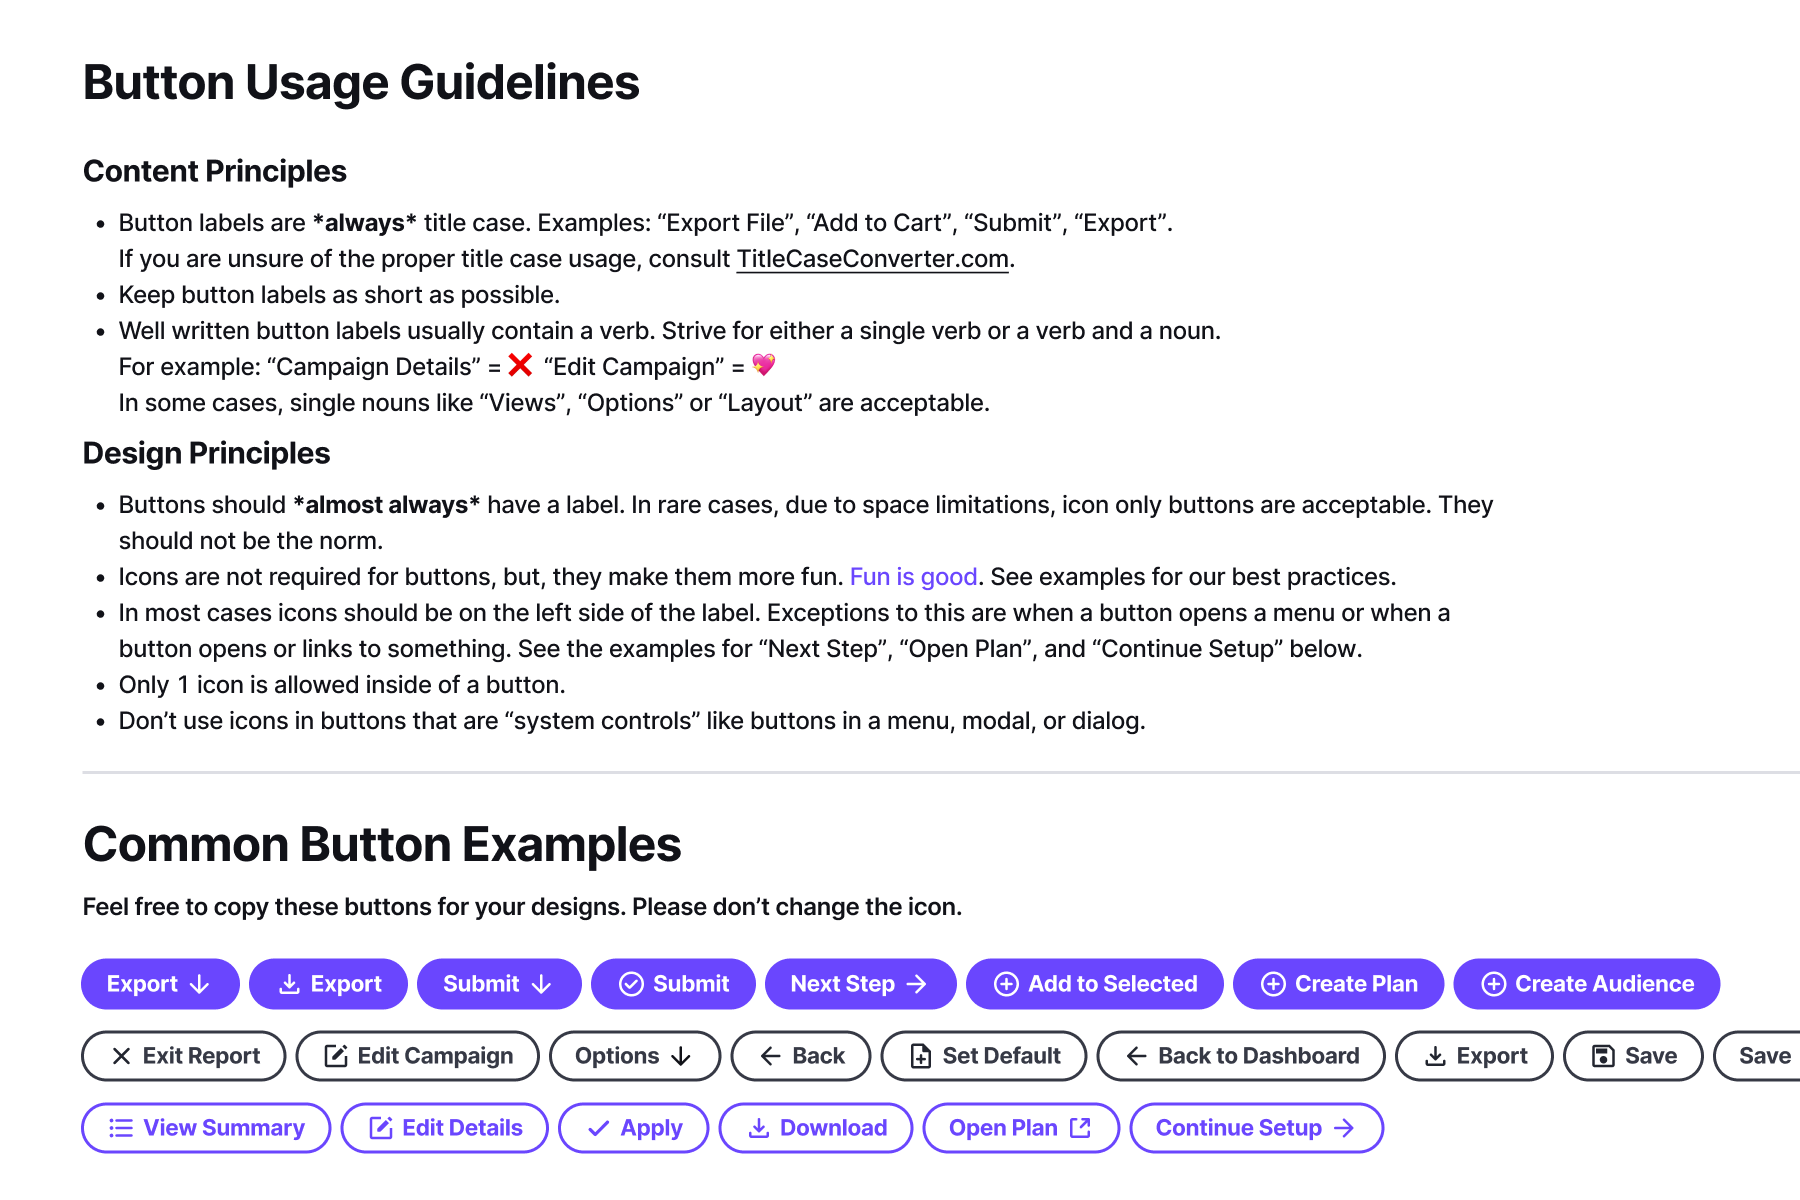 Button Usage Guidelines
Content Principles
• Button labels are *always* title case. Examples: “Export File”, “Add to Cart”, “Submit”, “Export”.
If you are unsure of the proper title case usage, consult TitleCaseConverter.com.
• Keep button labels as short as possible.
• Well written button labels usually contain a verb. Strive for either a single verb or a verb and a noun.
For example: “Campaign Details” = ❌ “Edit Campaign” = 💖
In some cases, single nouns like “Views”, “Options” or “Layout” are acceptable.
Design Principles
• Buttons should *almost always* have a label. In rare cases, due to space limitations, icon only buttons are acceptable. They
should not be the norm.
• Icons are not required for buttons, but, they make them more fun. Fun is good. See examples for our best practices.
• In most cases icons should be on the left side of the label. Exceptions to this are when a button opens a menu or when a
button opens or links to something. See the examples for “Next Step”, “Open Plan”, and “Continue Setup” below.
• Only 1 icon is allowed inside of a button.
• Don’t use icons in buttons that are “system controls” like buttons in a menu, modal, or dialog.
Common Button Examples
Feel free to copy these buttons for your designs. Please don’t change the icon.
Export Export Submit Submit Next Step Add to Selected Create Plan Create Audience
Exit Report Edit Campaign Options Back Set Default Back to Dashboard Export Save Save
View Summary Edit Details Apply Download Open Plan Continue Setup